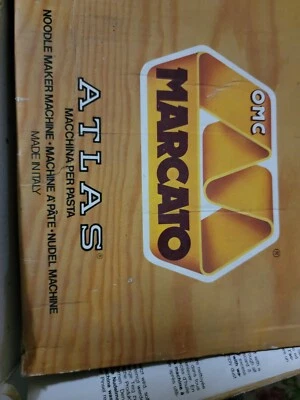 OMC
MARCATO
®
ATLAS®
MACCHINA PER PASTA
NOODLE MAKER MACHINE • MACHINE A PÂTE • NUDEL MACHINE
MADE IN ITALY